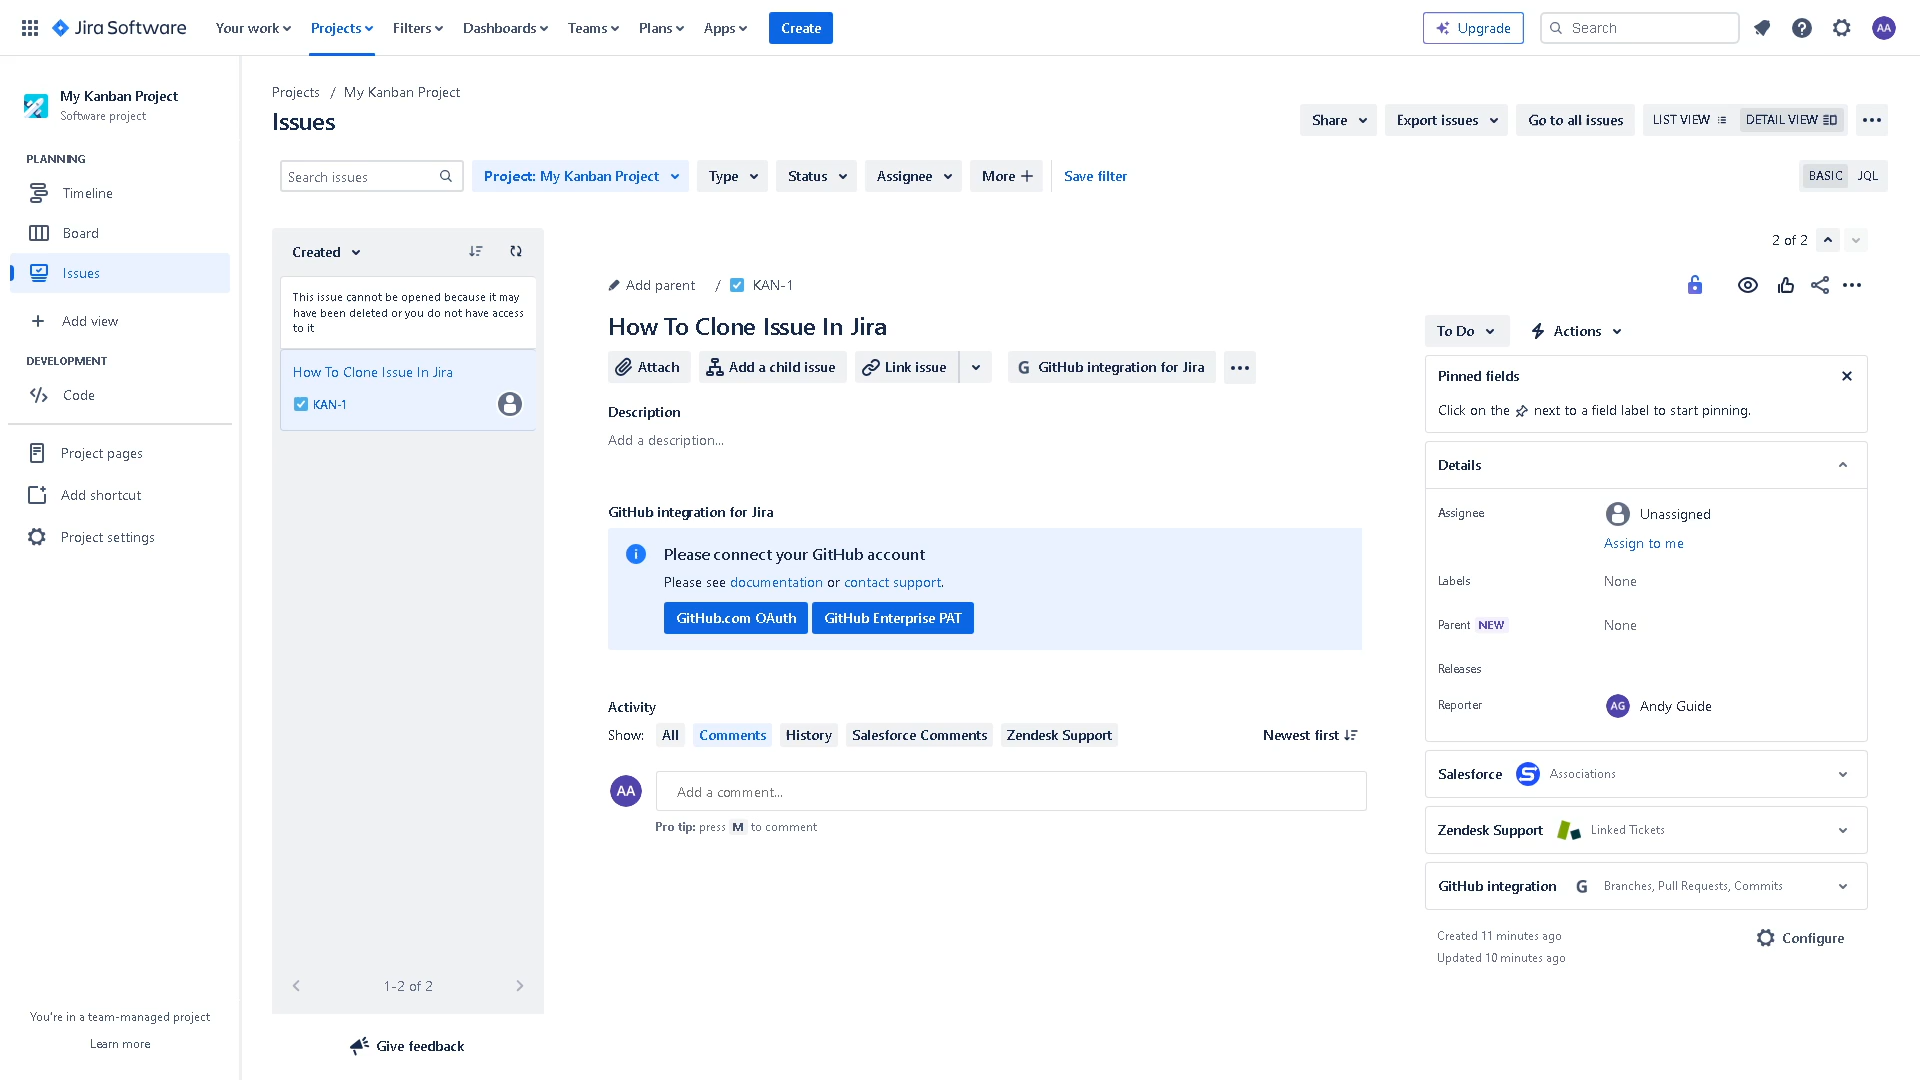 Jira Software
Your work
Projects
Filters
Dashboards
Teams
Plans
Apps
Create
Upgrade
Search
AA
My Kanban Project
Software project
PLANNING
Timeline
Board
Issues
Add view
DEVELOPMENT
Code
Project pages
Add shortcut
Project settings
You're in a team-managed project
Learn more
Projects / My Kanban Project
Issues
Share
Export issues
Go to all issues
LIST VIEW
DETAIL VIEW
Search issues
Project: My Kanban Project
Type
Status
Assignee
More
Save filter
BASIC
JQL
Created
This issue cannot be opened because it may
have been deleted or you do not have access
to it
How To Clone Issue In Jira
KAN-1
1-2 of 2
Give feedback
2 of 2
Add parent / KAN-1
How To Clone Issue In Jira
Attach
Add a child issue
Link issue
G GitHub integration for Jira
Description
Add a description...
GitHub integration for Jira
Please connect your GitHub account
Please see documentation or contact support.
GitHub.com OAuth
GitHub Enterprise PAT
Activity
Show:
All
Comments
History
Salesforce Comments
Zendesk Support
Newest first
AA
Add a comment...
Pro tip: press M to comment
To Do
Actions
Pinned fields
Click on the next to a field label to start pinning.
Details
Assignee
Unassigned
Assign to me
Labels
None
Parent NEW
None
Releases
Reporter
AG Andy Guide
Salesforce S Associations
Zendesk Support Linked Tickets
GitHub integration G Branches, Pull Requests, Commits
Created 11 minutes ago
Updated 10 minutes ago
Configure